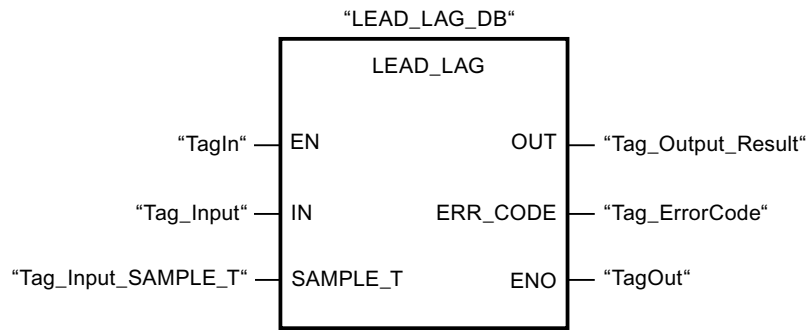 “LEAD_LAG_DB“
LEAD_LAG
“TagIn“ EN OUT “Tag_Output_Result“
“Tag_Input“ IN ERR_CODE “Tag_ErrorCode“
“Tag_Input_SAMPLE_T“ SAMPLE_T ENO “TagOut“